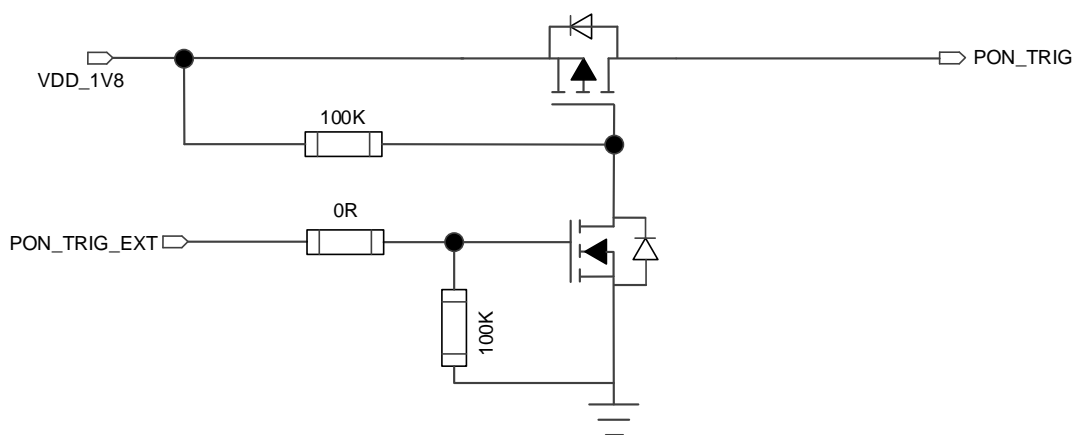 VDD_1V8
PON_TRIG
100K
0R
PON_TRIG_EXT
100K